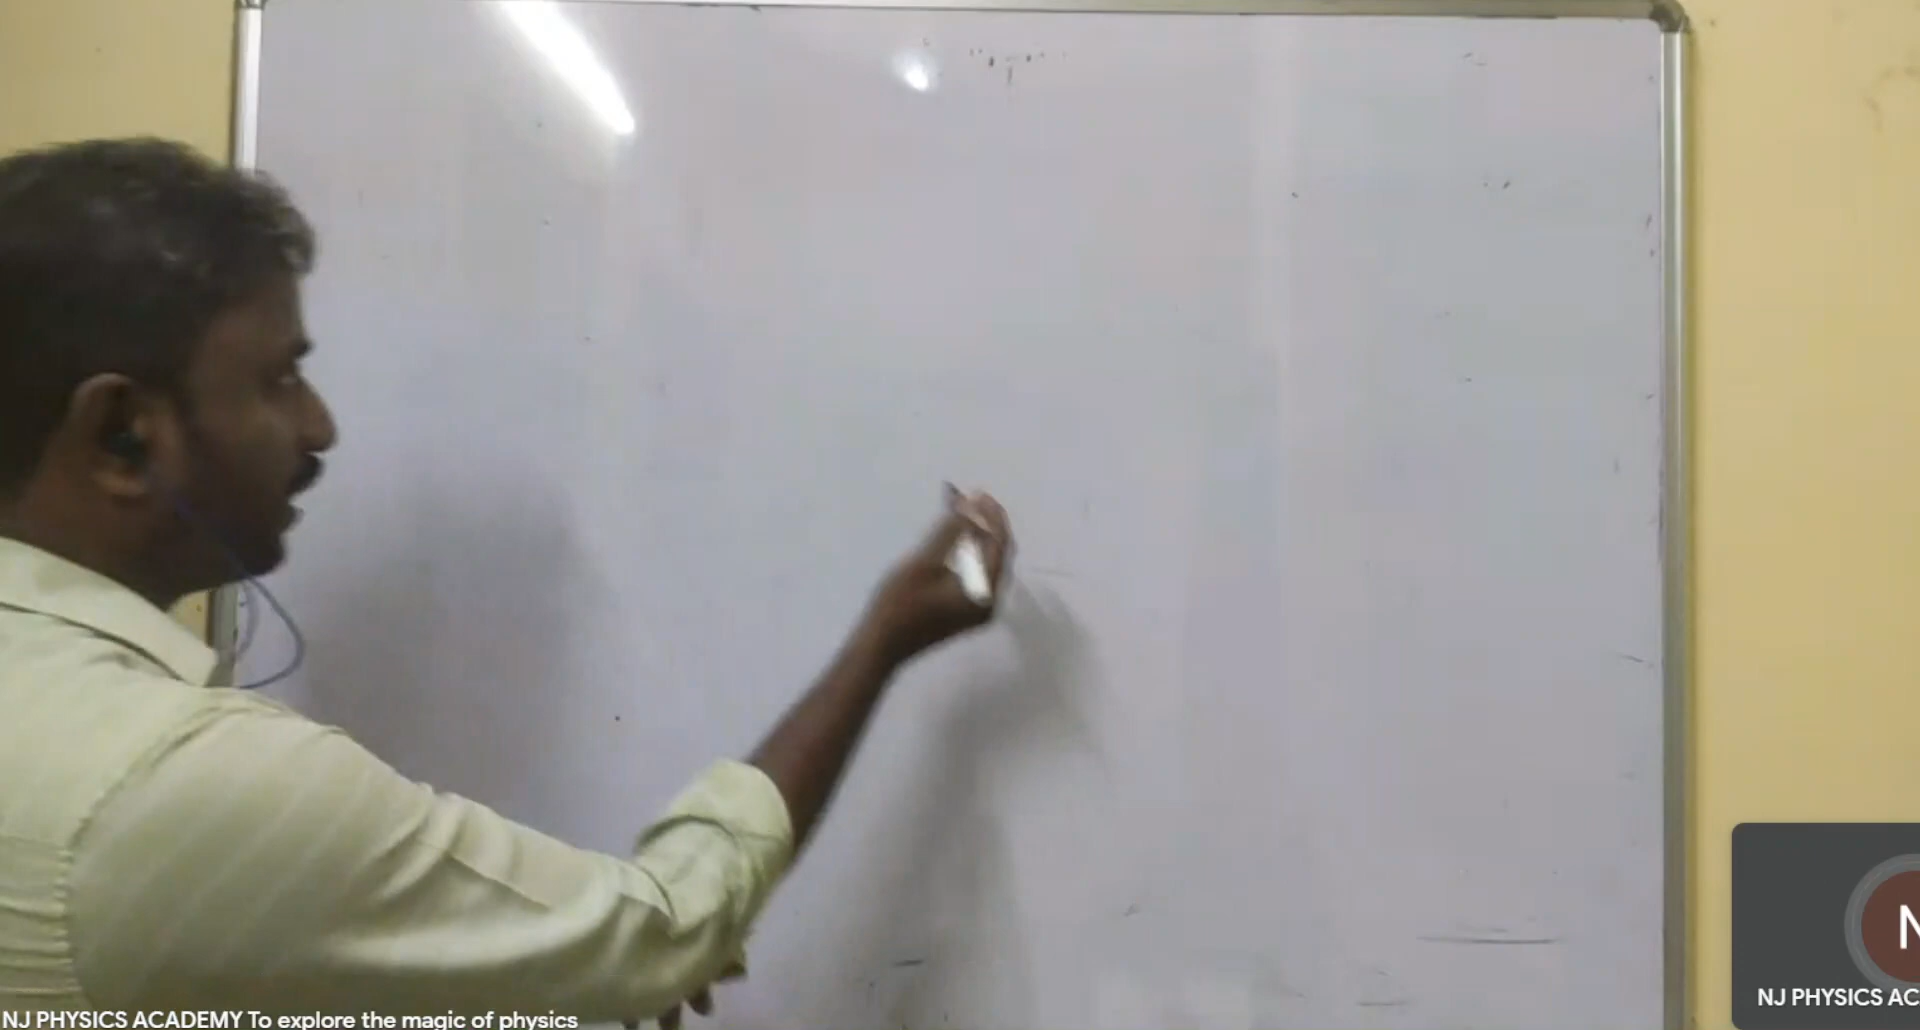 NJ PHYSICS ACADEMY To explore the magic of physics
N
NJ PHYSICS AC